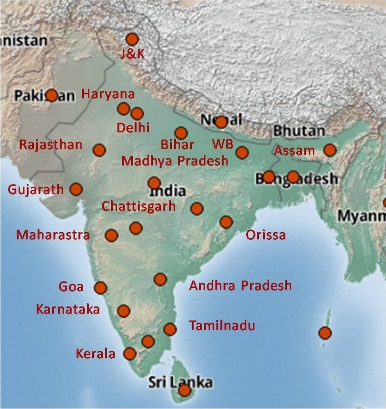 nistan
J&K
Pakistan
Haryana
Delhi
Nepal
Bhutan
Rajasthan
Bihar
WB
Assam
Madhya Pradesh
Gujarath
India
Bangladesh
Chattisgarh
Myanm
Maharastra
Orissa
Goa
Andhra Pradesh
Karnataka
Tamilnadu
Kerala
Sri Lanka